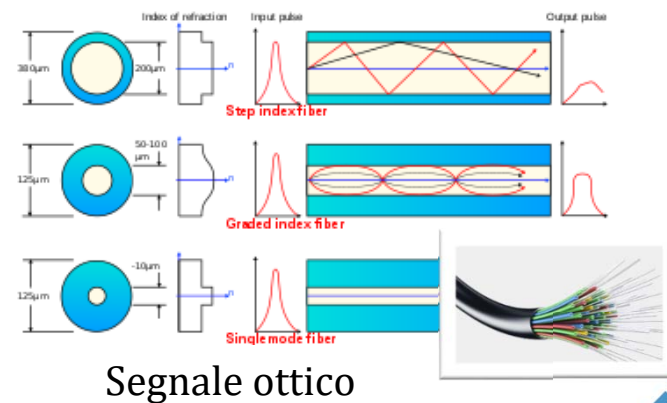 Index of refraction Input pulse Output pulse
380µm 200µm n
Step index fiber
50-100
µm
125µm n
Graded index fiber
-10µm
125µm n
Single mode fiber
Segnale ottico